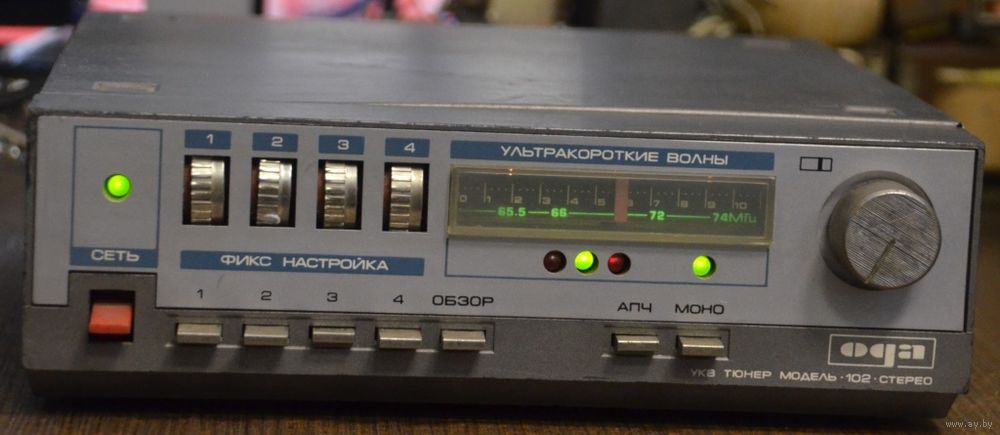 1 2 3 4
УЛЬТРАКОРОТКИЕ ВОЛНЫ
0 1 2 3 4 5 6 7 8 9 10
65.5 66 72 74МГц
СЕТЬ
ФИКС НАСТРОЙКА
1 2 3 4 ОБЗОР
АПЧ МОНО
ода
УКВ ТЮНЕР МОДЕЛЬ·102·СТЕРЕО
www.ay.by